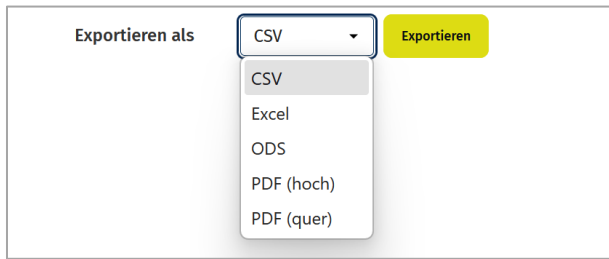 Exportieren als CSV Exportieren
CSV
Excel
ODS
PDF (hoch)
PDF (quer)